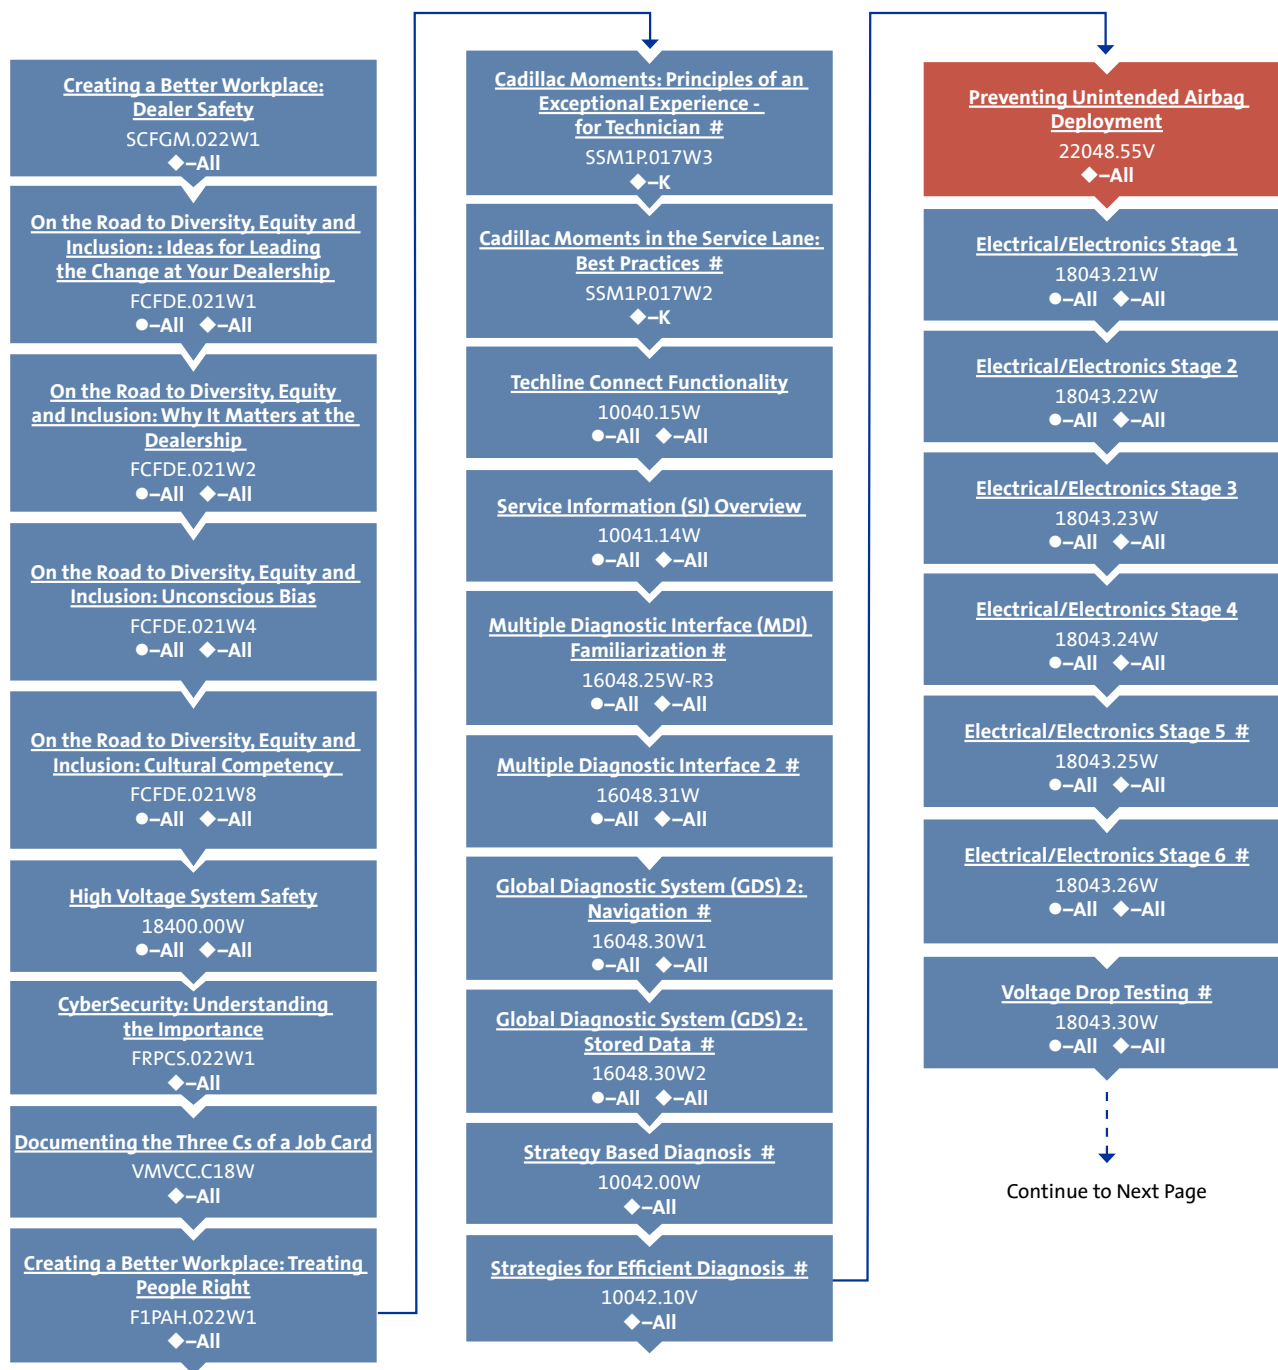 Creating a Better Workplace:
Dealer Safety
SCFGM.022W1
◆–All
On the Road to Diversity, Equity and
Inclusion: : Ideas for Leading
the Change at Your Dealership
FCFDE.021W1
●–All ◆–All
On the Road to Diversity, Equity
and Inclusion: Why It Matters at the
Dealership
FCFDE.021W2
●–All ◆–All
On the Road to Diversity, Equity and
Inclusion: Unconscious Bias
FCFDE.021W4
●–All ◆–All
On the Road to Diversity, Equity and
Inclusion: Cultural Competency
FCFDE.021W8
●–All ◆–All
High Voltage System Safety
18400.00W
●–All ◆–All
CyberSecurity: Understanding
the Importance
FRPCS.022W1
◆–All
Documenting the Three Cs of a Job Card
VMVCC.C18W
◆–All
Creating a Better Workplace: Treating
People Right
F1PAH.022W1
◆–All
Cadillac Moments: Principles of an
Exceptional Experience -
for Technician #
SSM1P.017W3
◆–K
Cadillac Moments in the Service Lane:
Best Practices #
SSM1P.017W2
◆–K
Techline Connect Functionality
10040.15W
●–All ◆–All
Service Information (SI) Overview
10041.14W
●–All ◆–All
Multiple Diagnostic Interface (MDI)
Familiarization #
16048.25W-R3
●–All ◆–All
Multiple Diagnostic Interface 2 #
16048.31W
●–All ◆–All
Global Diagnostic System (GDS) 2:
Navigation #
16048.30W1
●–All ◆–All
Global Diagnostic System (GDS) 2:
Stored Data #
16048.30W2
●–All ◆–All
Strategy Based Diagnosis #
10042.00W
◆–All
Strategies for Efficient Diagnosis #
10042.10V
◆–All
Preventing Unintended Airbag
Deployment
22048.55V
◆–All
Electrical/Electronics Stage 1
18043.21W
●–All ◆–All
Electrical/Electronics Stage 2
18043.22W
●–All ◆–All
Electrical/Electronics Stage 3
18043.23W
●–All ◆–All
Electrical/Electronics Stage 4
18043.24W
●–All ◆–All
Electrical/Electronics Stage 5 #
18043.25W
●–All ◆–All
Electrical/Electronics Stage 6 #
18043.26W
●–All ◆–All
Voltage Drop Testing #
18043.30W
●–All ◆–All
Continue to Next Page